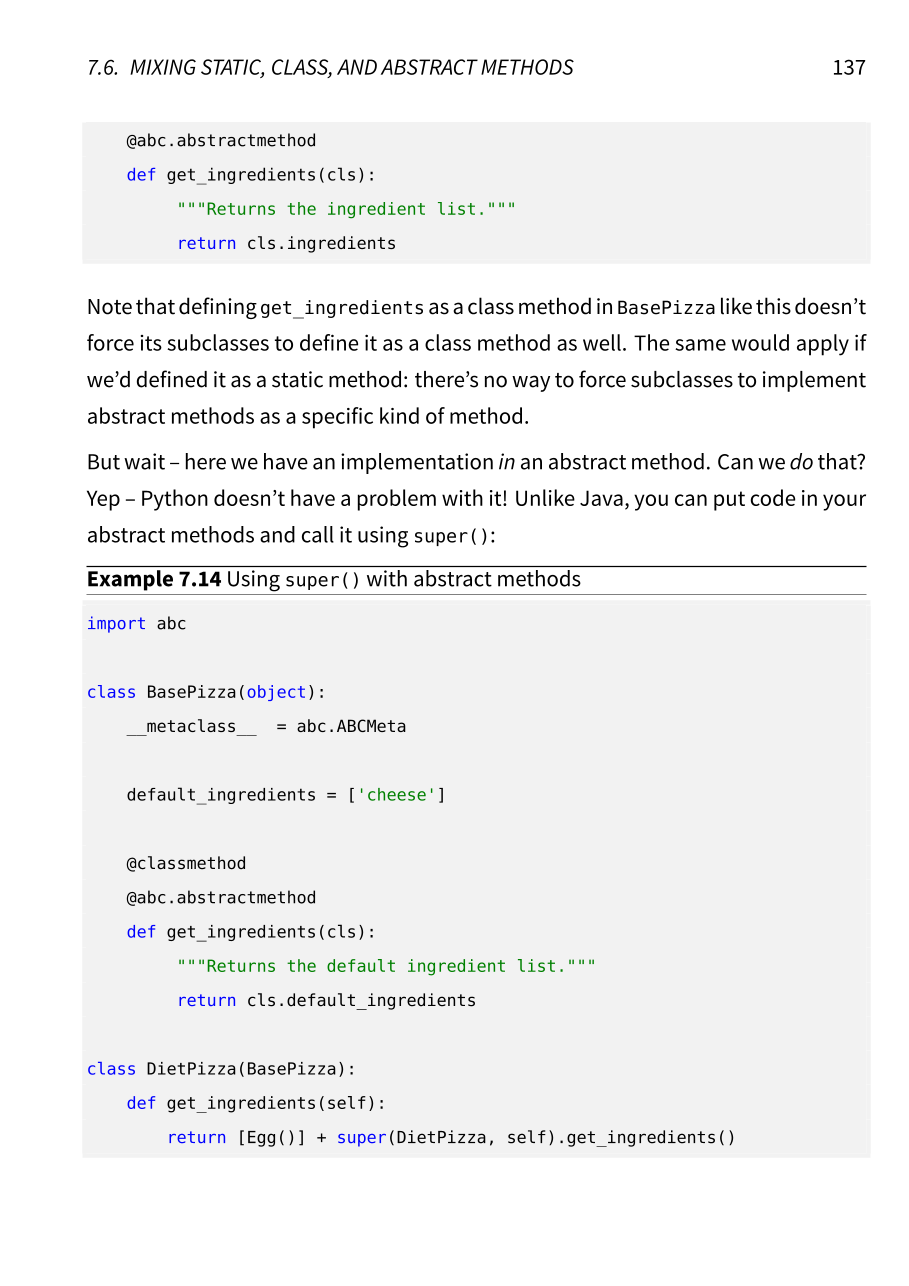 7.6. MIXING STATIC, CLASS, AND ABSTRACT METHODS 137
@abc.abstractmethod
def get_ingredients(cls):
"""Returns the ingredient list."""
return cls.ingredients
Note that defining get_ingredients as a class method in BasePizza like this doesn’t
force its subclasses to define it as a class method as well. The same would apply if
we’d defined it as a static method: there’s no way to force subclasses to implement
abstract methods as a specific kind of method.
But wait – here we have an implementation in an abstract method. Can we do that?
Yep – Python doesn’t have a problem with it! Unlike Java, you can put code in your
abstract methods and call it using super():
Example 7.14 Using super() with abstract methods
import abc
class BasePizza(object):
__metaclass__  = abc.ABCMeta
default_ingredients = ['cheese']
@classmethod
@abc.abstractmethod
def get_ingredients(cls):
"""Returns the default ingredient list."""
return cls.default_ingredients
class DietPizza(BasePizza):
def get_ingredients(self):
return [Egg()] + super(DietPizza, self).get_ingredients()